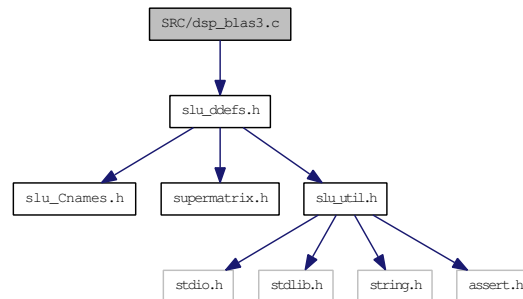 SRC/dsp_blas3.c
slu_ddefs.h
slu_Cnames.h
supermatrix.h
slu_util.h
stdio.h
stdlib.h
string.h
assert.h